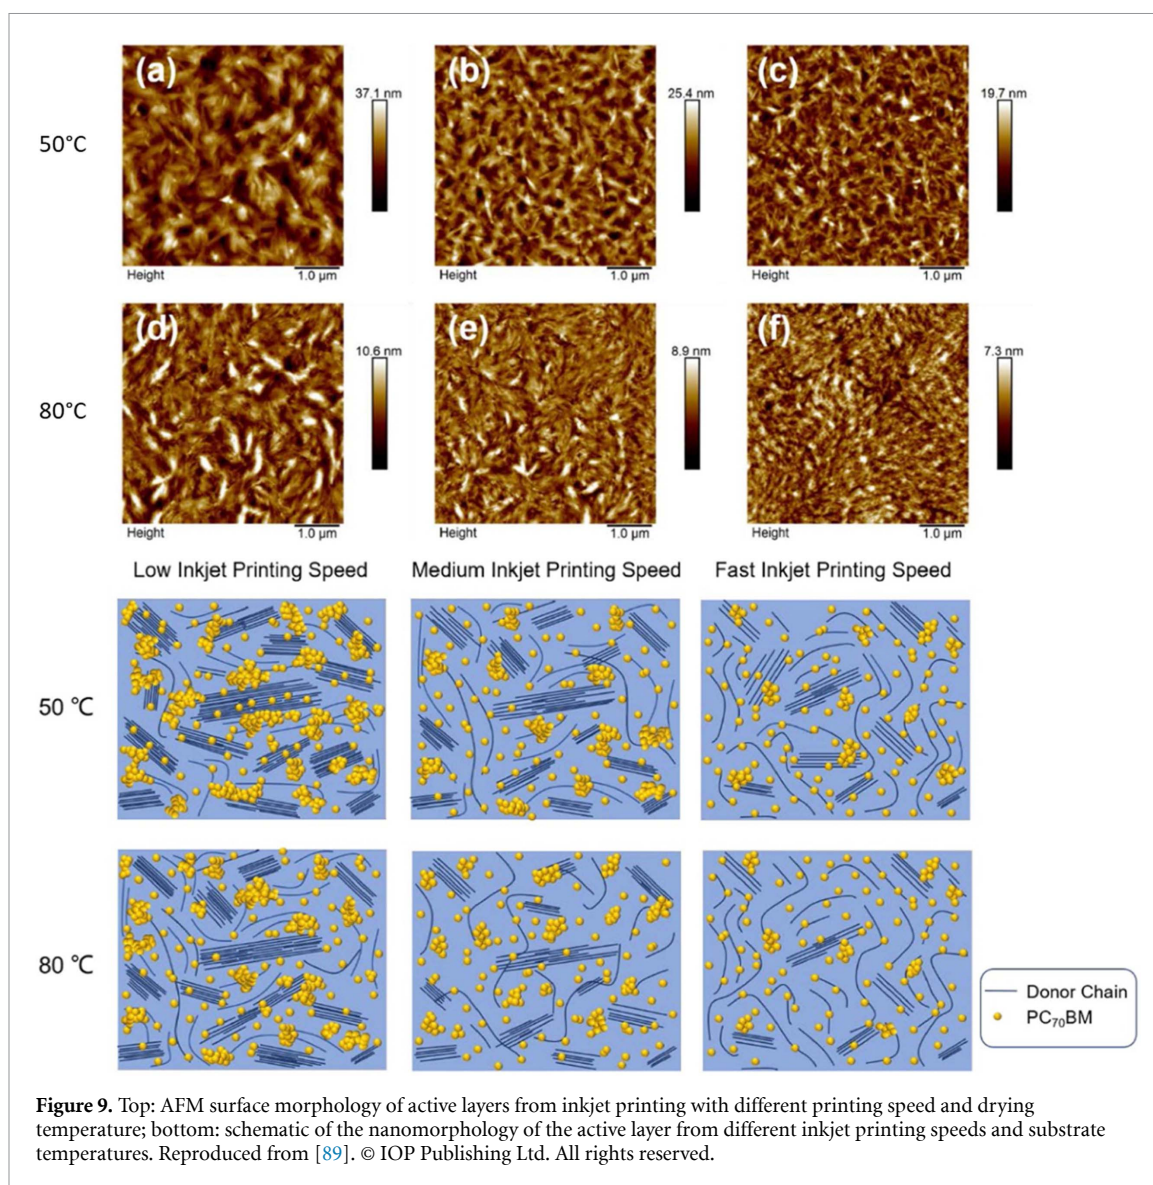 (a) (b) (c)
50°C 37.1 nm 25.4 nm 19.7 nm
Height 1.0 µm Height 1.0 µm Height 1.0 µm
(d) (e) (f)
80°C 10.6 nm 8.9 nm 7.3 nm
Height 1.0 µm Height 1.0 µm Height 1.0 µm
Low Inkjet Printing Speed Medium Inkjet Printing Speed Fast Inkjet Printing Speed
50 ℃
80 ℃
Donor Chain
PC₇₀BM
Figure 9. Top: AFM surface morphology of active layers from inkjet printing with different printing speed and drying
temperature; bottom: schematic of the nanomorphology of the active layer from different inkjet printing speeds and substrate
temperatures. Reproduced from [89]. © IOP Publishing Ltd. All rights reserved.